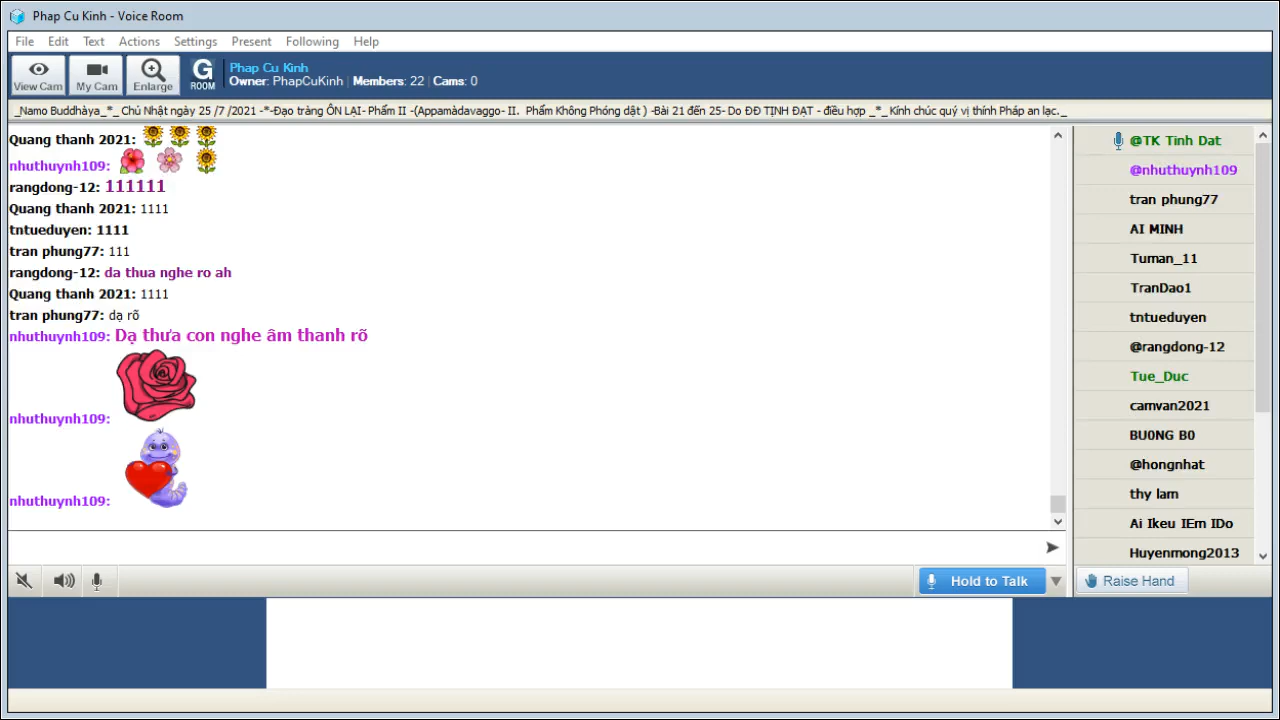 Phap Cu Kinh - Voice Room
File Edit Text Actions Settings Present Following Help
View Cam My Cam Enlarge G ROOM Phap Cu Kinh
Owner: PhapCuKinh | Members: 22 | Cams: 0
_Namo Buddhàya_*_ Chủ Nhật ngày 25 /7 /2021 -*-Đạo tràng ÔN LẠI- Phẩm II -(Appamàdavaggo- II. Phẩm Không Phóng dật ) -Bài 21 đến 25- Do ĐĐ TỊNH ĐẠT - điều hợp _*_ Kính chúc quý vị thính Pháp an lạc._
Quang thanh 2021:
nhuthuynh109:
rangdong-12: 111111
Quang thanh 2021: 1111
tntueduyen: 1111
tran phung77: 111
rangdong-12: da thua nghe ro ah
Quang thanh 2021: 1111
tran phung77: dạ rõ
nhuthuynh109: Dạ thưa con nghe âm thanh rõ
nhuthuynh109:
nhuthuynh109:
@TK Tinh Dat
@nhuthuynh109
tran phung77
AI MINH
Tuman_11
TranDao1
tntueduyen
@rangdong-12
Tue_Duc
camvan2021
BU0NG B0
@hongnhat
thy lam
Ai Ikeu IEm IDo
Huyenmong2013
Hold to Talk
Raise Hand